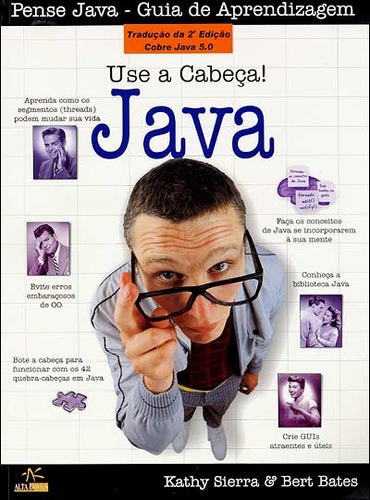 Pense Java - Guia de Aprendizagem
Tradução da 2ª Edição
Cobre Java 5.0
Use a Cabeça!
Java
Aprenda como os
segmentos (threads)
podem mudar sua vida
Faça os conceitos
de Java se incorporarem
à sua mente
Evite erros
embaraçosos de
OO
Conheça a
biblioteca Java
Bote a cabeça para
funcionar com os 42
quebra-cabeças em Java
Crie GUIs
atraentes e úteis
ALTA BOOKS
Kathy Sierra & Bert Bates